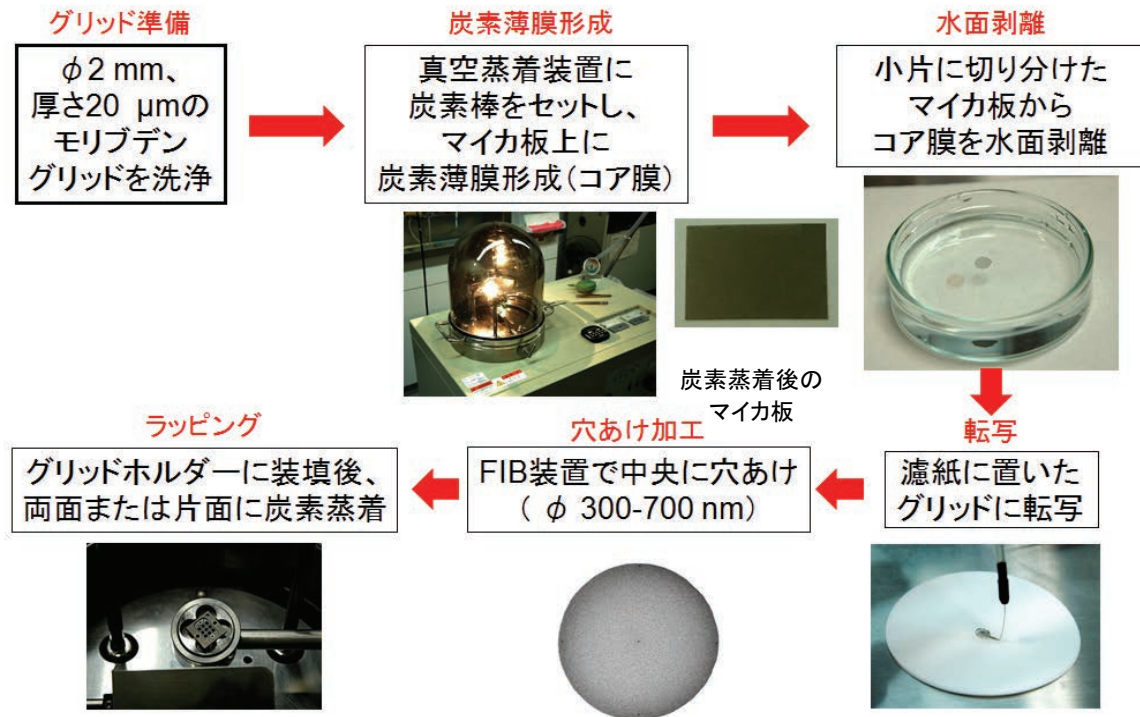 グリッド準備
φ2 mm、
厚さ20 μmの
モリブデン
グリッドを洗浄
炭素薄膜形成
真空蒸着装置に
炭素棒をセットし、
マイカ板上に
炭素薄膜形成(コア膜)
炭素蒸着後の
マイカ板
水面剥離
小片に切り分けた
マイカ板から
コア膜を水面剥離
転写
濾紙に置いた
グリッドに転写
穴あけ加工
FIB装置で中央に穴あけ
( φ 300-700 nm)
ラッピング
グリッドホルダーに装填後、
両面または片面に炭素蒸着